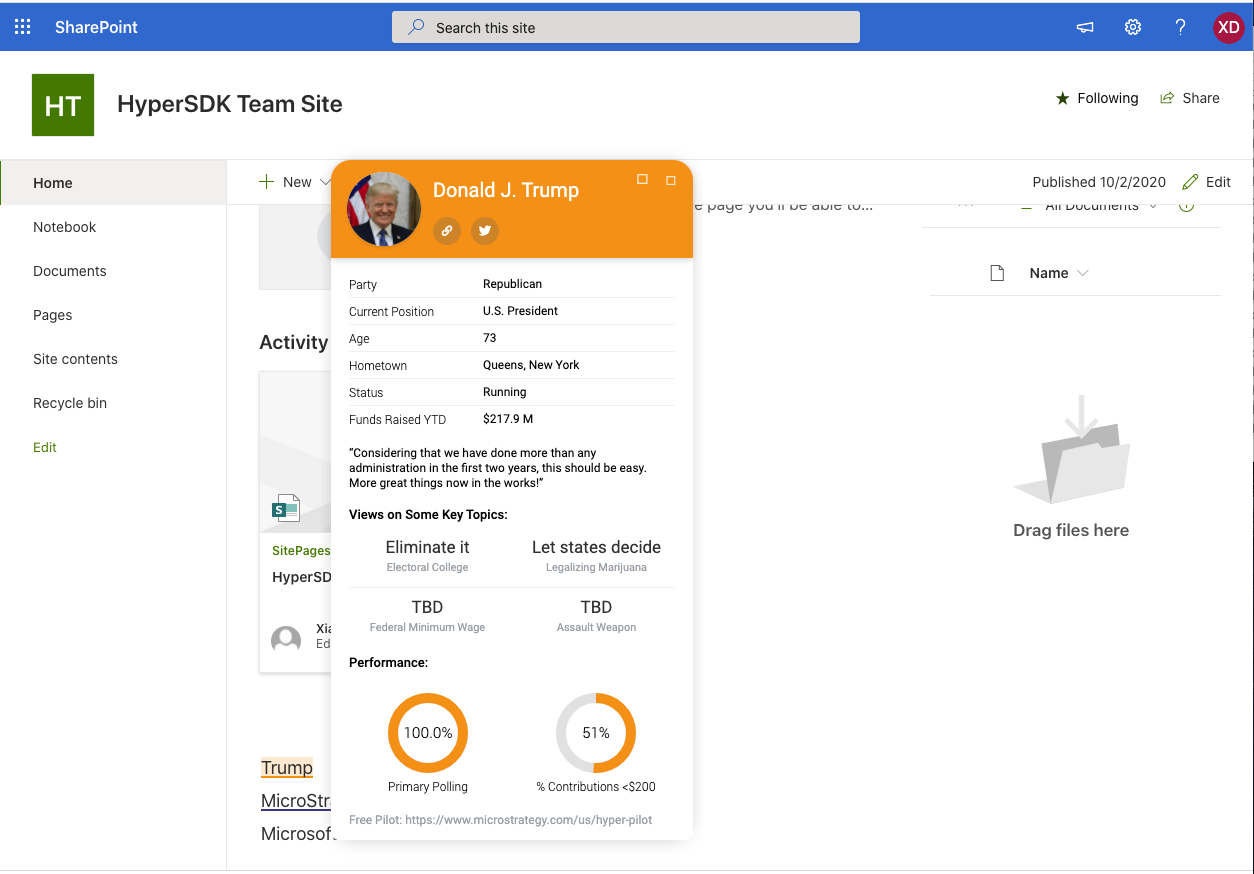 SharePoint
Search this site
?
XD
HT
HyperSDK Team Site
Following
Share
Home
Notebook
Documents
Pages
Site contents
Recycle bin
Edit
New
Published 10/2/2020
Edit
page you'll be able to...
All Documents
Name
Drag files here
Activity
S
SitePages
HyperSD
Xia
Ed
Trump
MicroStra
Microsof
Donald J. Trump
Party Republican
Current Position U.S. President
Age 73
Hometown Queens, New York
Status Running
Funds Raised YTD $217.9 M
“Considering that we have done more than any
administration in the first two years, this should be easy.
More great things now in the works!”
Views on Some Key Topics:
Eliminate it Let states decide
Electoral College Legalizing Marijuana
TBD TBD
Federal Minimum Wage Assault Weapon
Performance:
100.0% 51%
Primary Polling % Contributions <$200
Free Pilot: https://www.microstrategy.com/us/hyper-pilot